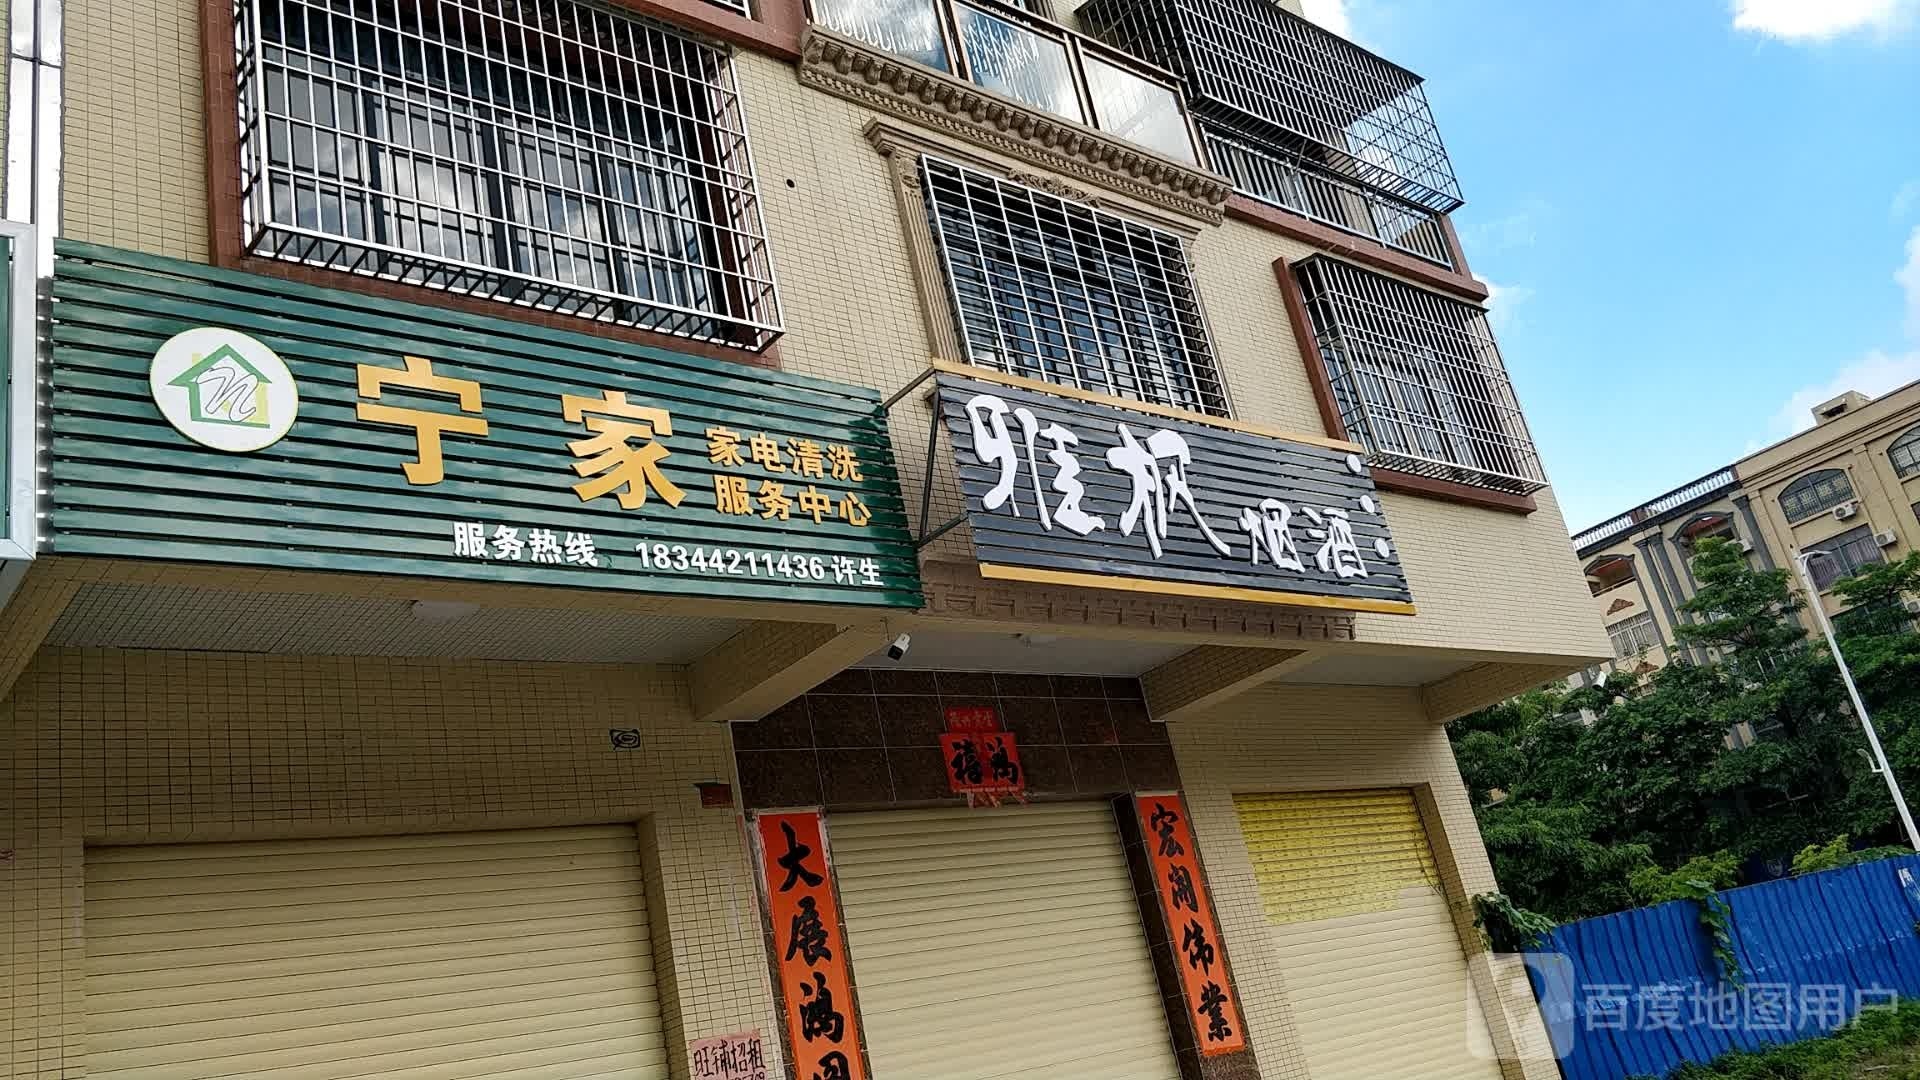 宁家
家电清洗
服务中心
服务热线 18344211436 许生
雅枫烟酒
鸿禧
大展鸿图
宏开伟业
旺铺招租
百度地图用户